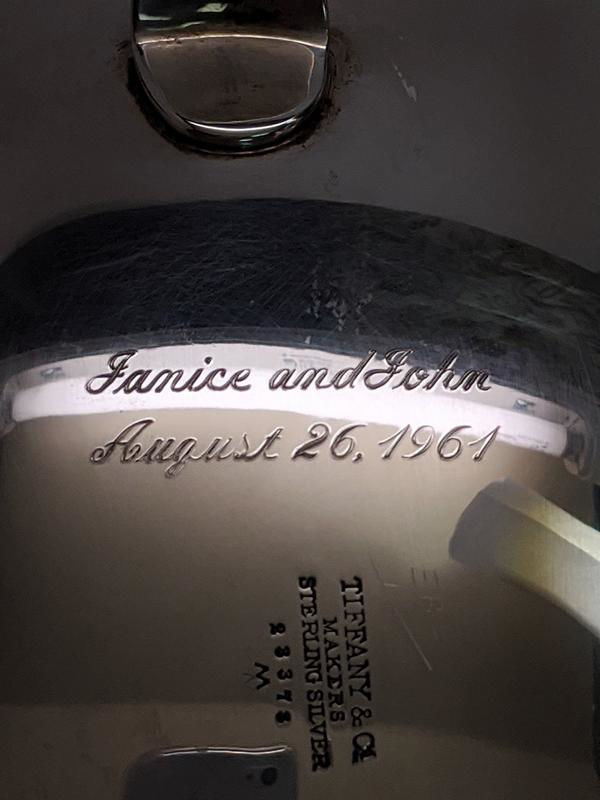 Janice and John
August 26, 1961
TIFFANY & Co.
MAKERS
STERLING SILVER
23378
M